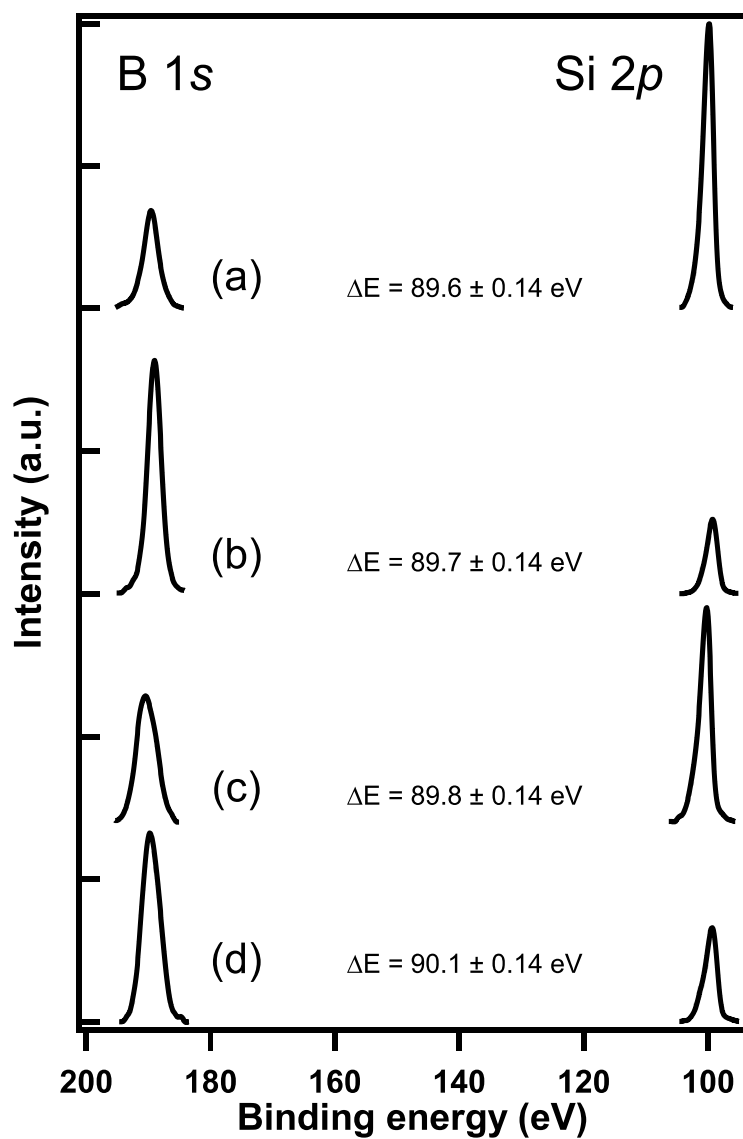 B 1s
Si 2p
(a)
ΔE = 89.6 ± 0.14 eV
(b)
ΔE = 89.7 ± 0.14 eV
(c)
ΔE = 89.8 ± 0.14 eV
(d)
ΔE = 90.1 ± 0.14 eV
Intensity (a.u.)
200 180 160 140 120 100
Binding energy (eV)